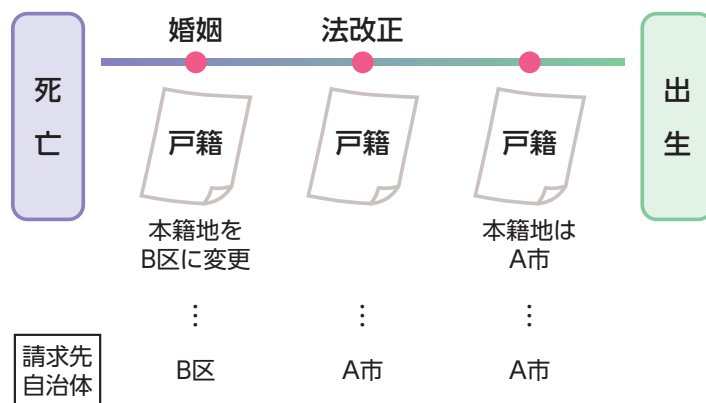 死亡
婚姻
法改正
出生
戸籍
戸籍
戸籍
本籍地を
B区に変更
本籍地は
A市
⋮
⋮
⋮
請求先
自治体
B区
A市
A市